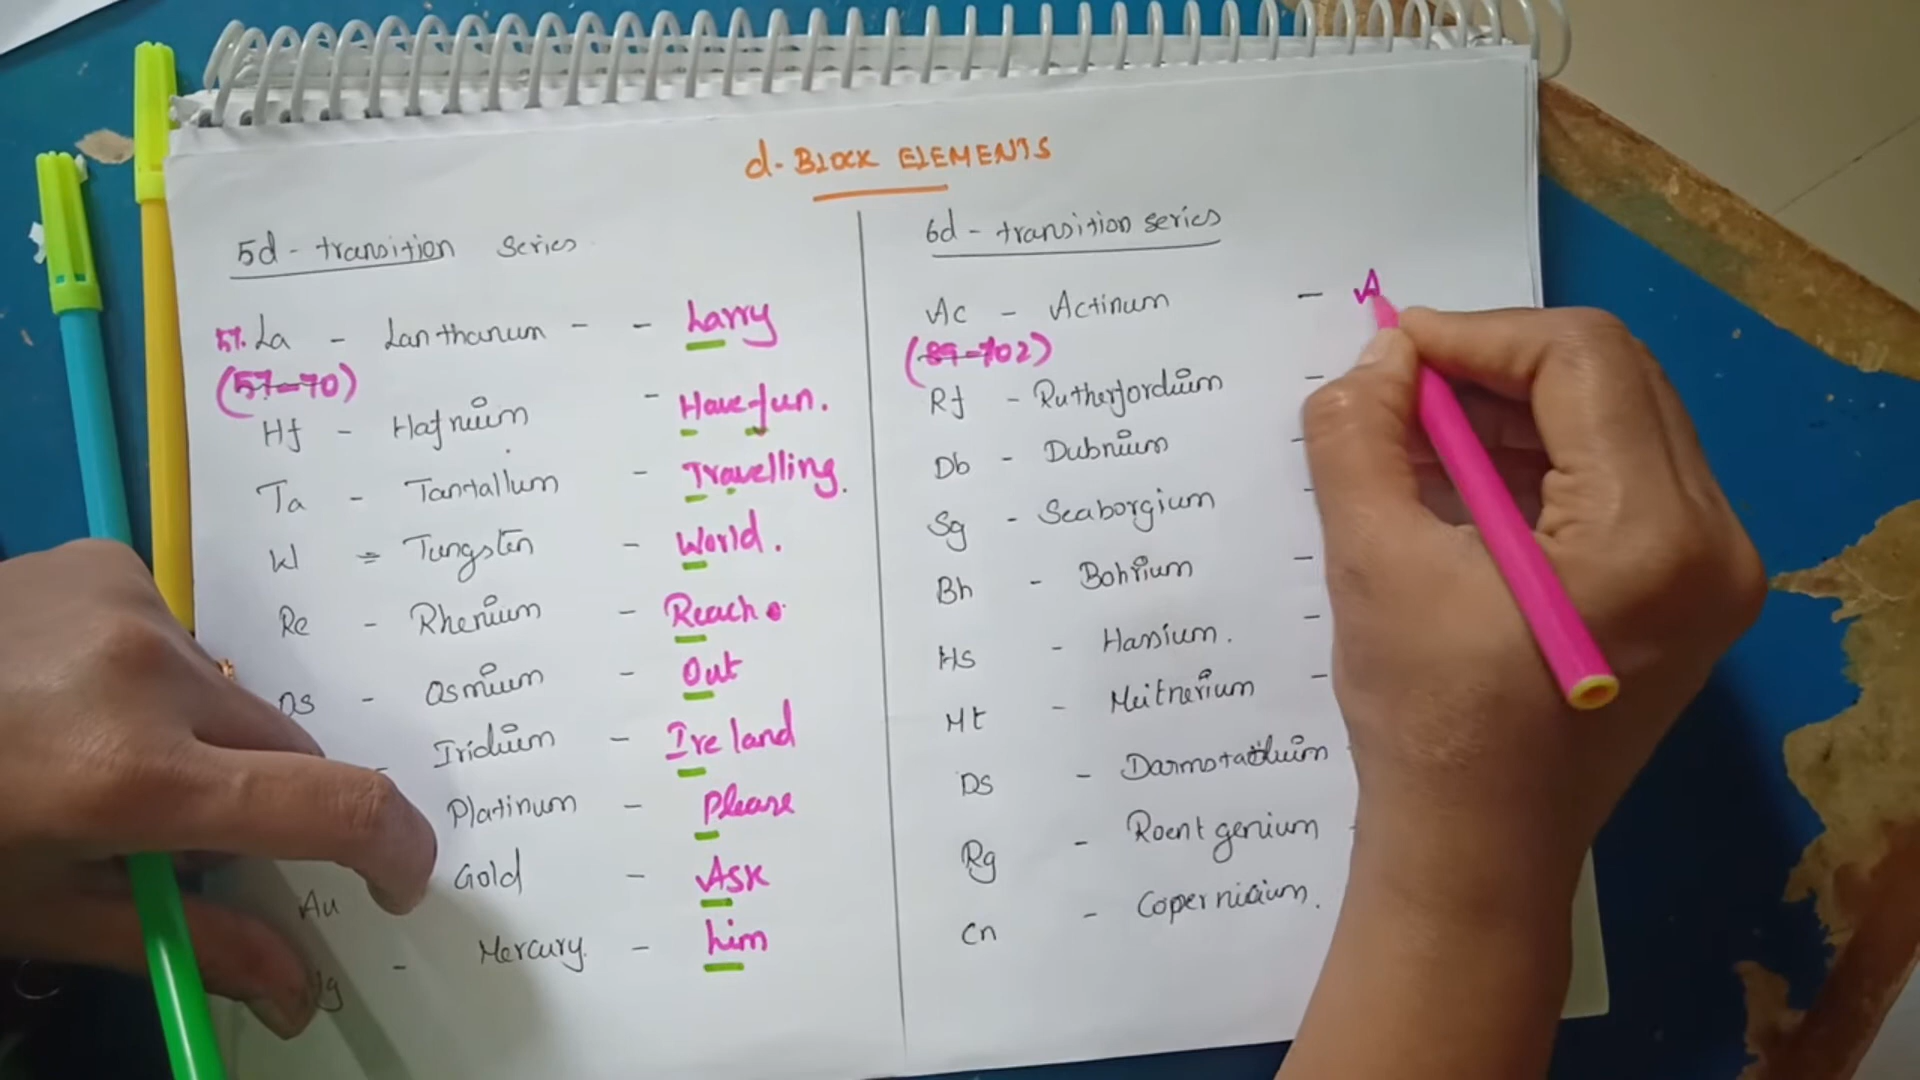 d-BLOCK ELEMENTS
5d - transition series
57. La - Lanthanum - - Larry
(57-70)
Hf - Hafnium - Have fun.
Ta - Tantallum - Travelling.
W = Tungsten - World.
Re - Rhenium - Reach
Os - Osmium - Out
Iridium - Ireland
Platinum - Please
Au Gold - Ask
Hg - Mercury. - him
6d - transition series
Ac - Actinum - A
(89-102)
Rf - Rutherfordium -
Db - Dubnium -
Sg - Seaborgium -
Bh - Bohrium -
Hs - Hassium. -
Mt - Meitnerium -
Ds -
Rg - Roentgenium -
Cn - Copernicium.